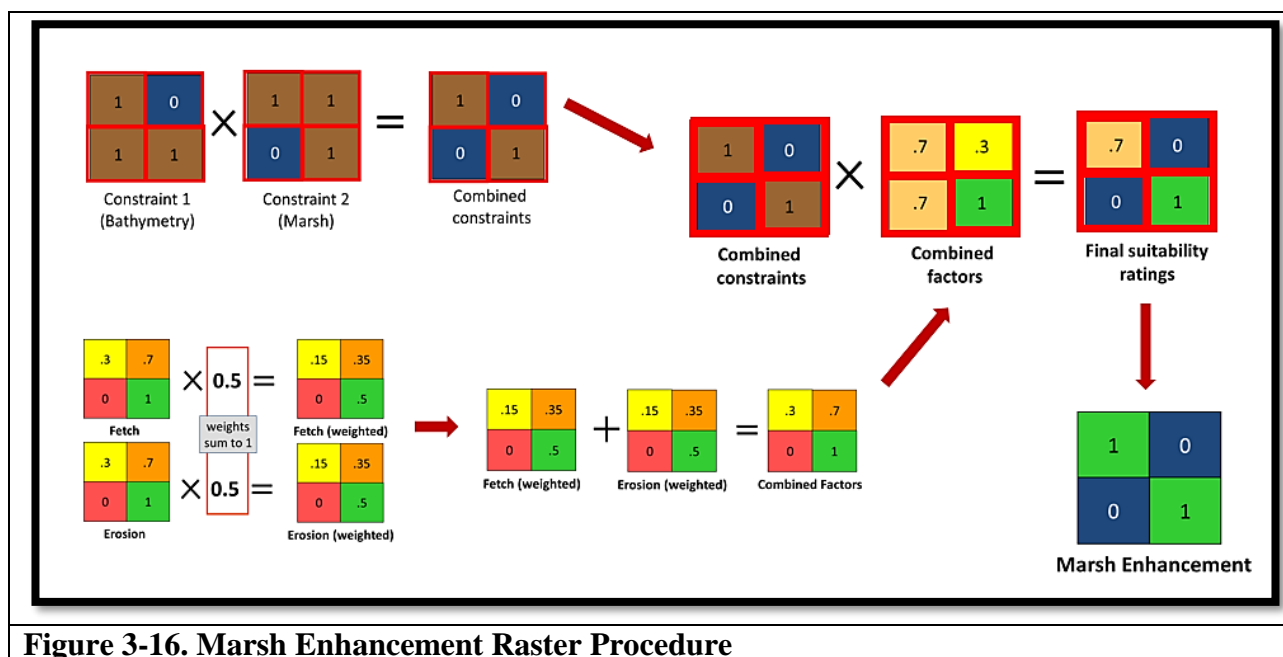 1 0
1 1
×
1 1
0 1
=
1 0
0 1
Constraint 1
(Bathymetry)
Constraint 2
(Marsh)
Combined
constraints
1 0
0 1
×
.7 .3
.7 1
=
.7 0
0 1
Combined
constraints
Combined
factors
Final suitability
ratings
.3 .7
0 1
× 0.5 =
.15 .35
0 .5
Fetch
weights
sum to 1
Fetch (weighted)
.3 .7
0 1
× 0.5 =
.15 .35
0 .5
Erosion
Erosion (weighted)
.15 .35
0 .5
+
.15 .35
0 .5
=
.3 .7
0 1
Fetch (weighted)
Erosion (weighted)
Combined Factors
1 0
0 1
Marsh Enhancement
Figure 3-16. Marsh Enhancement Raster Procedure